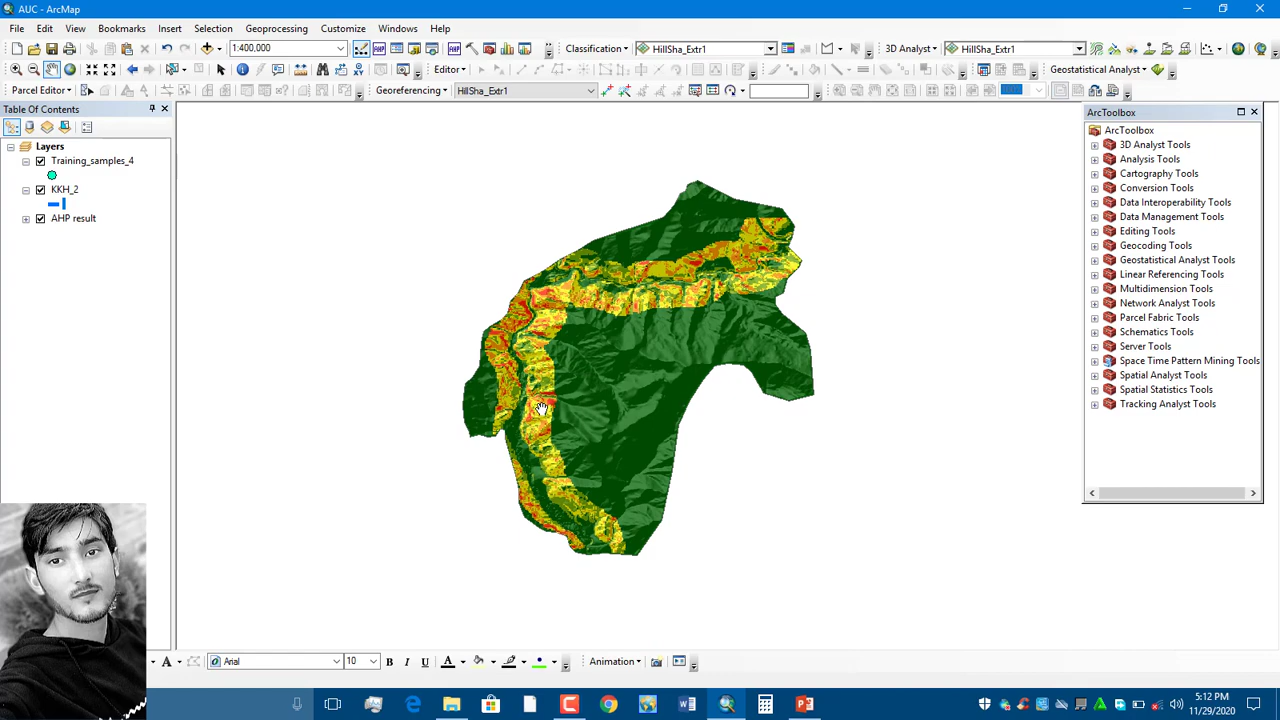 AUC - ArcMap
File Edit View Bookmarks Insert Selection Geoprocessing Customize Windows Help
1:400,000 Classification HillSha_Extr1 3D Analyst HillSha_Extr1
Editor Geostatistical Analyst
Parcel Editor Georeferencing HillSha_Extr1
Table Of Contents
Layers
Training_samples_4
KKH_2
AHP result
ArcToolbox
ArcToolbox
3D Analyst Tools
Analysis Tools
Cartography Tools
Conversion Tools
Data Interoperability Tools
Data Management Tools
Editing Tools
Geocoding Tools
Geostatistical Analyst Tools
Linear Referencing Tools
Multidimension Tools
Network Analyst Tools
Parcel Fabric Tools
Schematics Tools
Server Tools
Space Time Pattern Mining Tools
Spatial Analyst Tools
Spatial Statistics Tools
Tracking Analyst Tools
A Arial 10 B I U A Animation
5:12 PM
11/29/2020